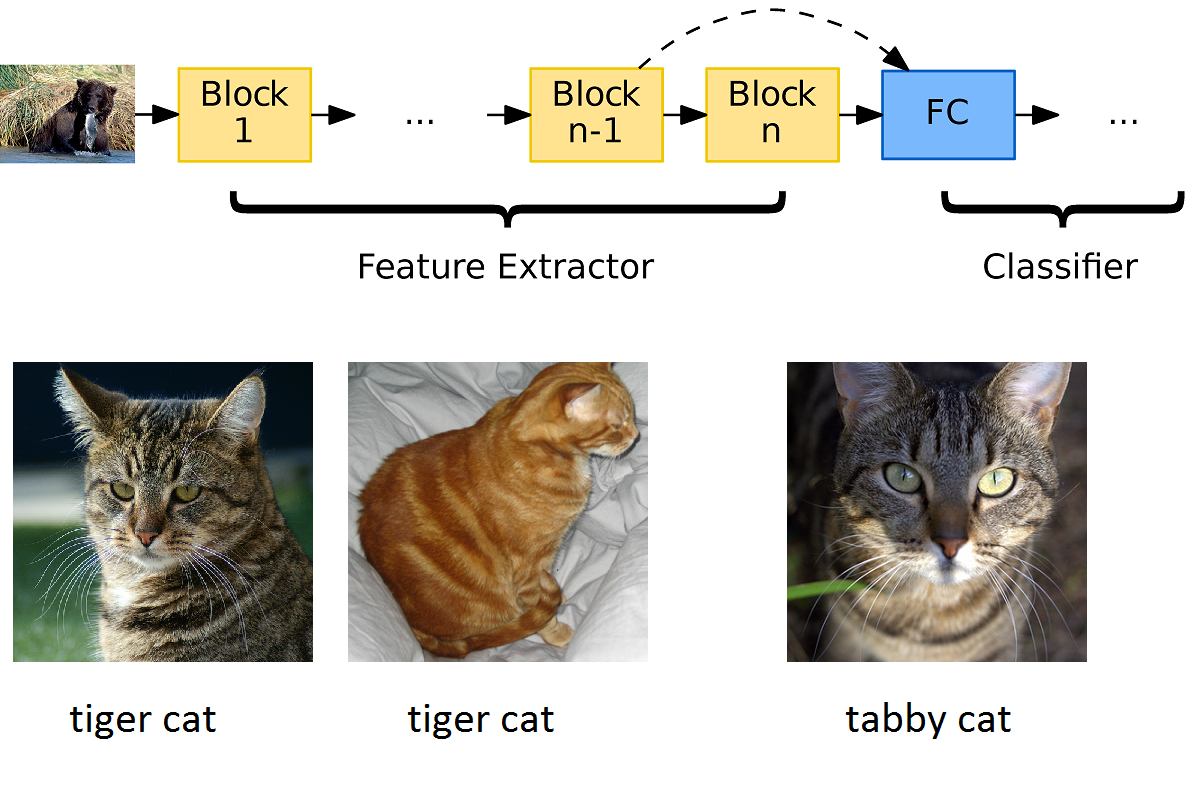 Block
1
...
Block
n-1
Block
n
FC
...
Feature Extractor
Classifier
tiger cat
tiger cat
tabby cat